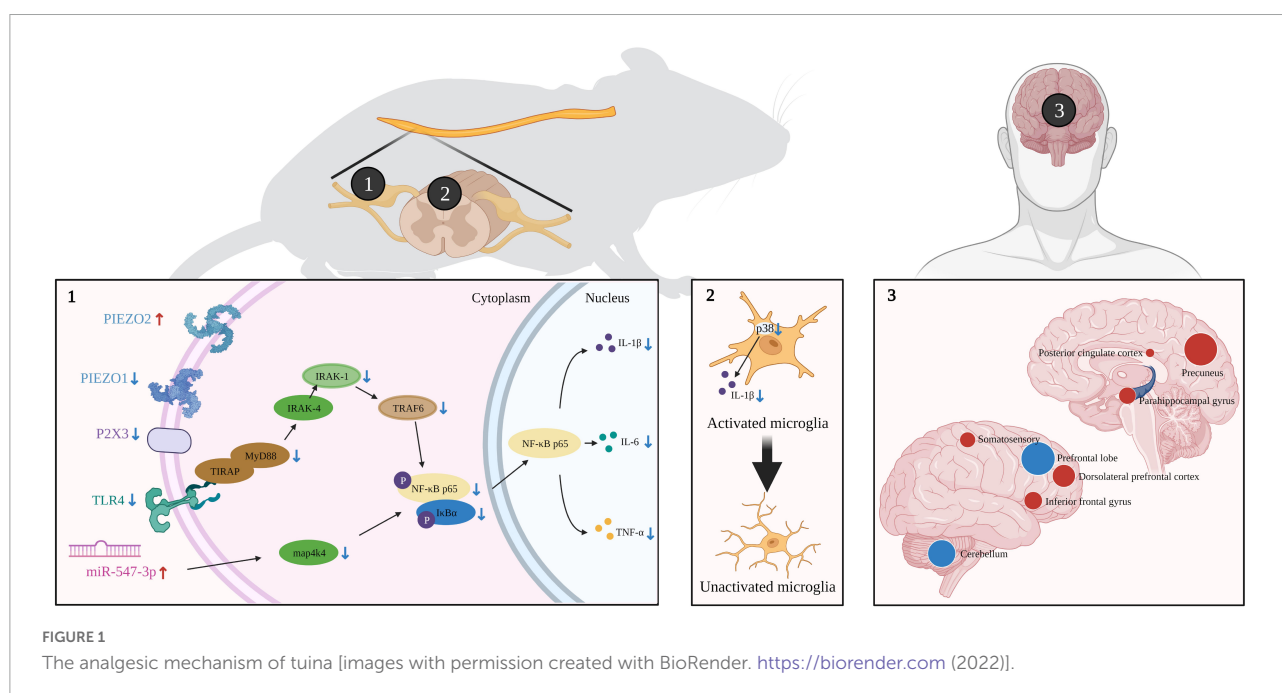 1
2
3
1
Cytoplasm
Nucleus
PIEZO2
PIEZO1
P2X3
TLR4
miR-547-3p
TIRAP
MyD88
IRAK-4
IRAK-1
TRAF6
P
NF-κB p65
IκBα
P
map4k4
NF-κB p65
IL-1β
IL-6
TNF-α
2
p38
IL-1β
Activated microglia
Unactivated microglia
3
Posterior cingulate cortex
Precuneus
Parahippocampal gyrus
Somatosensory
Prefrontal lobe
Dorsolateral prefrontal cortex
Inferior frontal gyrus
Cerebellum
FIGURE 1
The analgesic mechanism of tuina [images with permission created with BioRender. https://biorender.com (2022)].